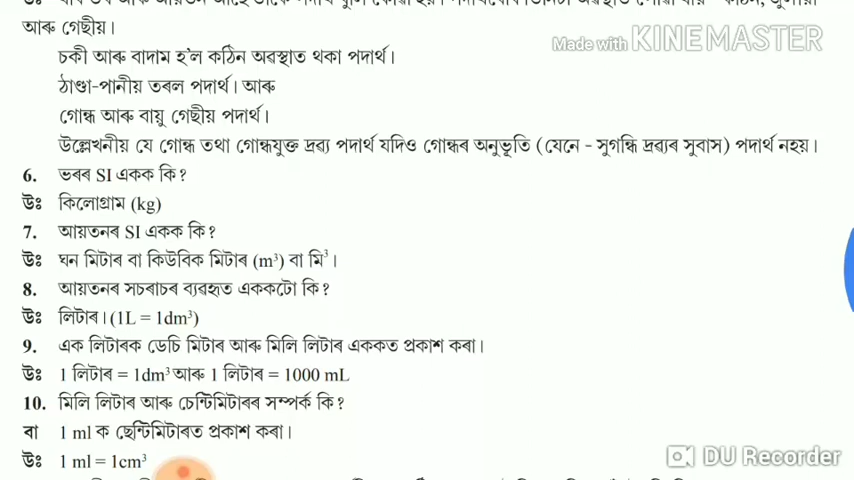 আৰু গেছীয়।
Made with KINEMASTER
চকী আৰু বাদাম হ'ল কঠিন অৱস্থাত থকা পদাৰ্থ।
ঠাণ্ডা-পানীয় তৰল পদাৰ্থ। আৰু
গোন্ধ আৰু বায়ু গেছীয় পদাৰ্থ।
উল্লেখনীয় যে গোন্ধ তথা গোন্ধযুক্ত দ্ৰব্য পদাৰ্থ যদিও গোন্ধৰ অনুভূতি (যেনে - সুগন্ধি দ্ৰব্যৰ সুবাস) পদাৰ্থ নহয়।
6. ভৰৰ SI একক কি?
উঃ কিলোগ্ৰাম (kg)
7. আয়তনৰ SI একক কি?
উঃ ঘন মিটাৰ বা কিউবিক মিটাৰ (m³) বা মি³।
8. আয়তনৰ সচৰাচৰ ব্যৱহৃত এককটো কি?
উঃ লিটাৰ। (1L = 1dm³)
9. এক লিটাৰক ডেচি মিটাৰ আৰু মিলি লিটাৰ এককত প্ৰকাশ কৰা।
উঃ 1 লিটাৰ = 1dm³ আৰু 1 লিটাৰ = 1000 mL
10. মিলি লিটাৰ আৰু চেন্টিমিটাৰৰ সম্পৰ্ক কি?
বা 1 ml ক ছেন্টিমিটাৰত প্ৰকাশ কৰা।
উঃ 1 ml = 1cm³
DU Recorder